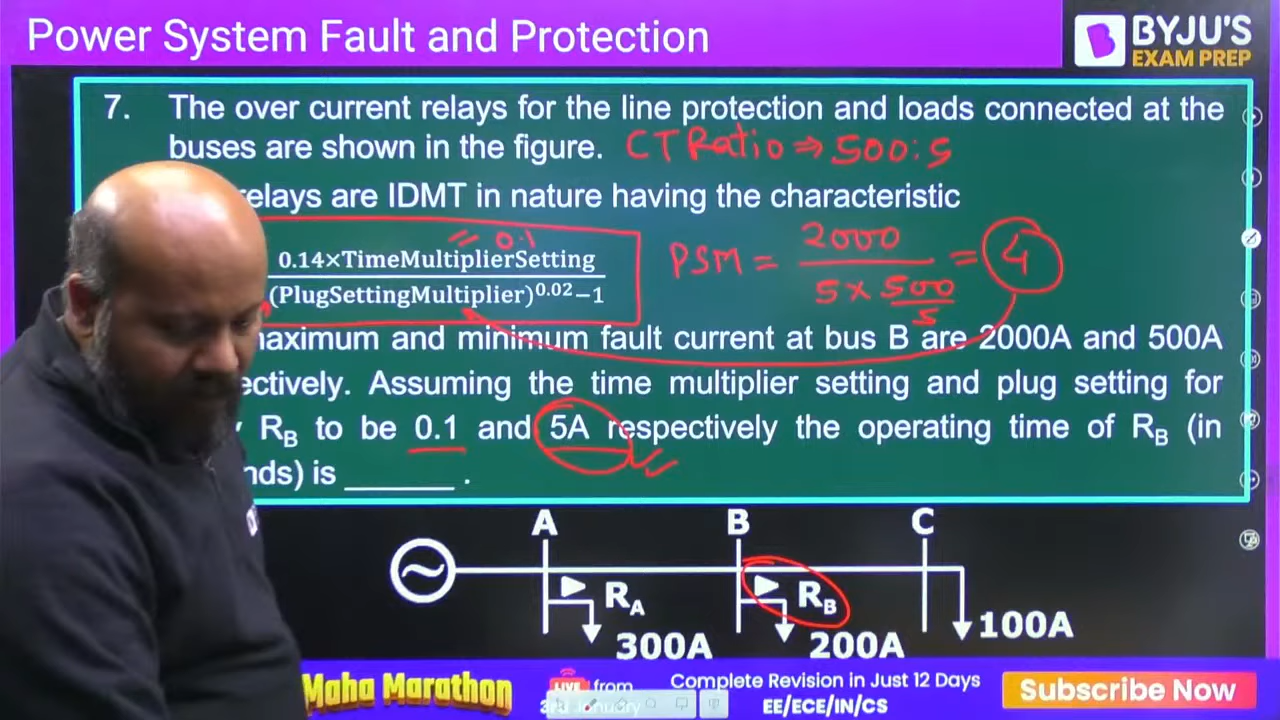 Power System Fault and Protection
BYJU'S
EXAM PREP
7. The over current relays for the line protection and loads connected at the
buses are shown in the figure. CT Ratio ⇒ 500:5
elays are IDMT in nature having the characteristic
= 0.1
0.14×TimeMultiplierSetting
(PlugSettingMultiplier)^0.02−1
PSM = 2000 / (5 × 500/5) = 4
aximum and minimum fault current at bus B are 2000A and 500A
ectively. Assuming the time multiplier setting and plug setting for
R_B to be 0.1 and 5A respectively the operating time of R_B (in
nds) is ______ .
A B C
R_A R_B
300A 200A 100A
Maha Marathon
LIVE from
Complete Revision in Just 12 Days
EE/ECE/IN/CS
Subscribe Now